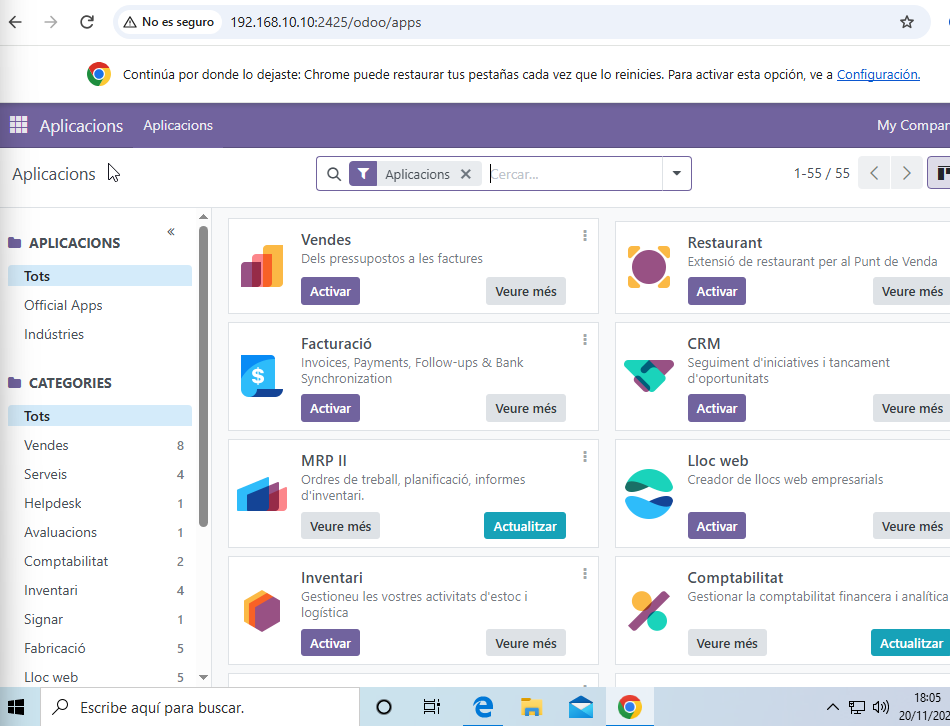 No es seguro
192.168.10.10:2425/odoo/apps
Continúa por donde lo dejaste: Chrome puede restaurar tus pestañas cada vez que lo reinicies. Para activar esta opción, ve a Configuración.
Aplicacions
Aplicacions
My Compan
Aplicacions
Aplicacions
Cercar...
1-55 / 55
APLICACIONS
Tots
Official Apps
Indústries
CATEGORIES
Tots
Vendes 8
Serveis 4
Helpdesk 1
Avaluacions 1
Comptabilitat 2
Inventari 4
Signar 1
Fabricació 5
Lloc web 5
Vendes
Dels pressupostos a les factures
Activar
Veure més
Restaurant
Extensió de restaurant per al Punt de Venda
Activar
Veure més
Facturació
Invoices, Payments, Follow-ups & Bank
Synchronization
Activar
Veure més
CRM
Seguiment d'iniciatives i tancament
d'oportunitats
Activar
Veure més
MRP II
Ordres de treball, planificació, informes
d'inventari.
Veure més
Actualitzar
Lloc web
Creador de llocs web empresarials
Activar
Veure més
Inventari
Gestioneu les vostres activitats d'estoc i
logística
Activar
Veure més
Comptabilitat
Gestionar la comptabilitat financera i analítica
Veure més
Actualitzar
Escribe aquí para buscar.
18:05
20/11/202